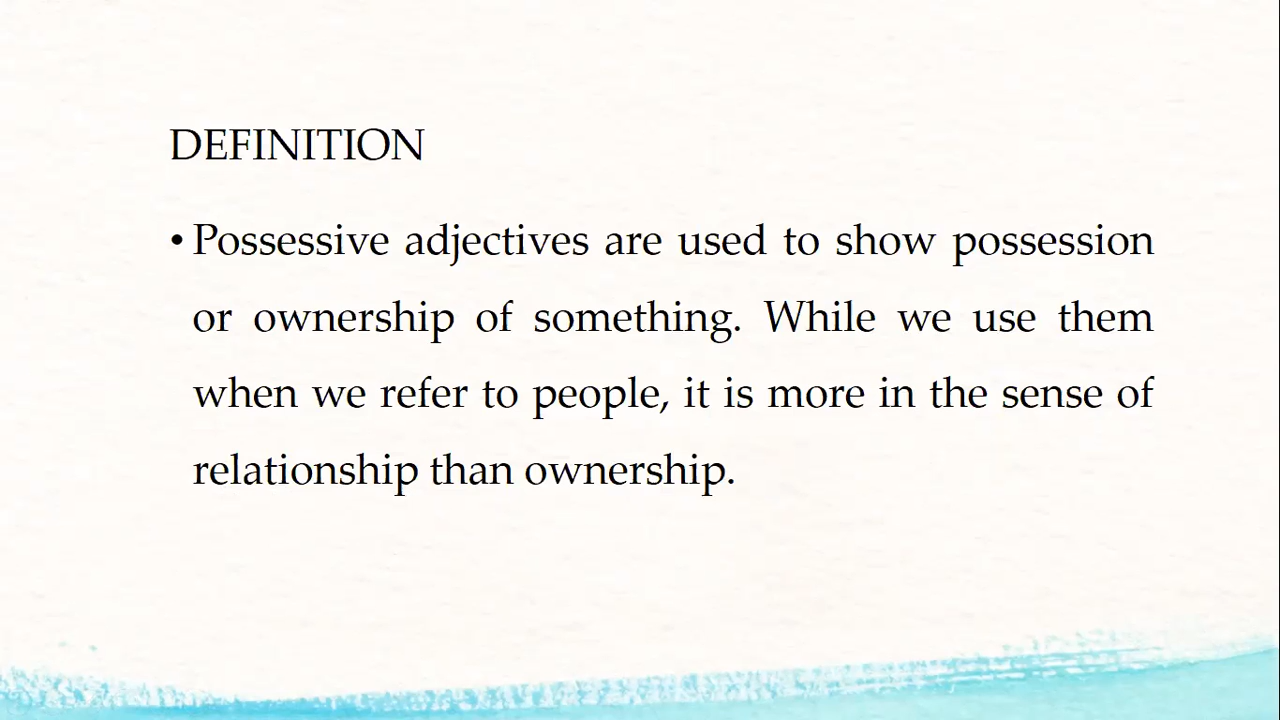 DEFINITION
• Possessive adjectives are used to show possession
or ownership of something. While we use them
when we refer to people, it is more in the sense of
relationship than ownership.